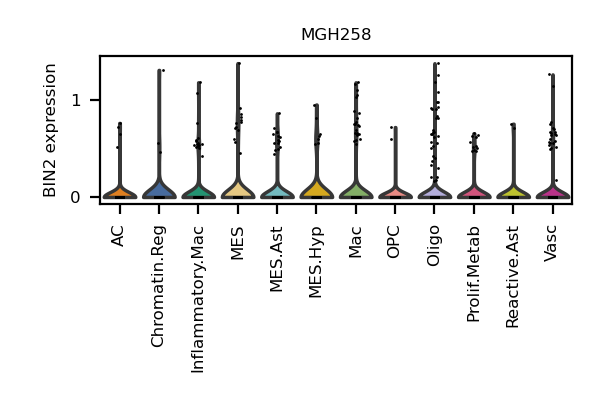 MGH258
BIN2 expression
1
0
AC
Chromatin.Reg
Inflammatory.Mac
MES
MES.Ast
MES.Hyp
Mac
OPC
Oligo
Prolif.Metab
Reactive.Ast
Vasc